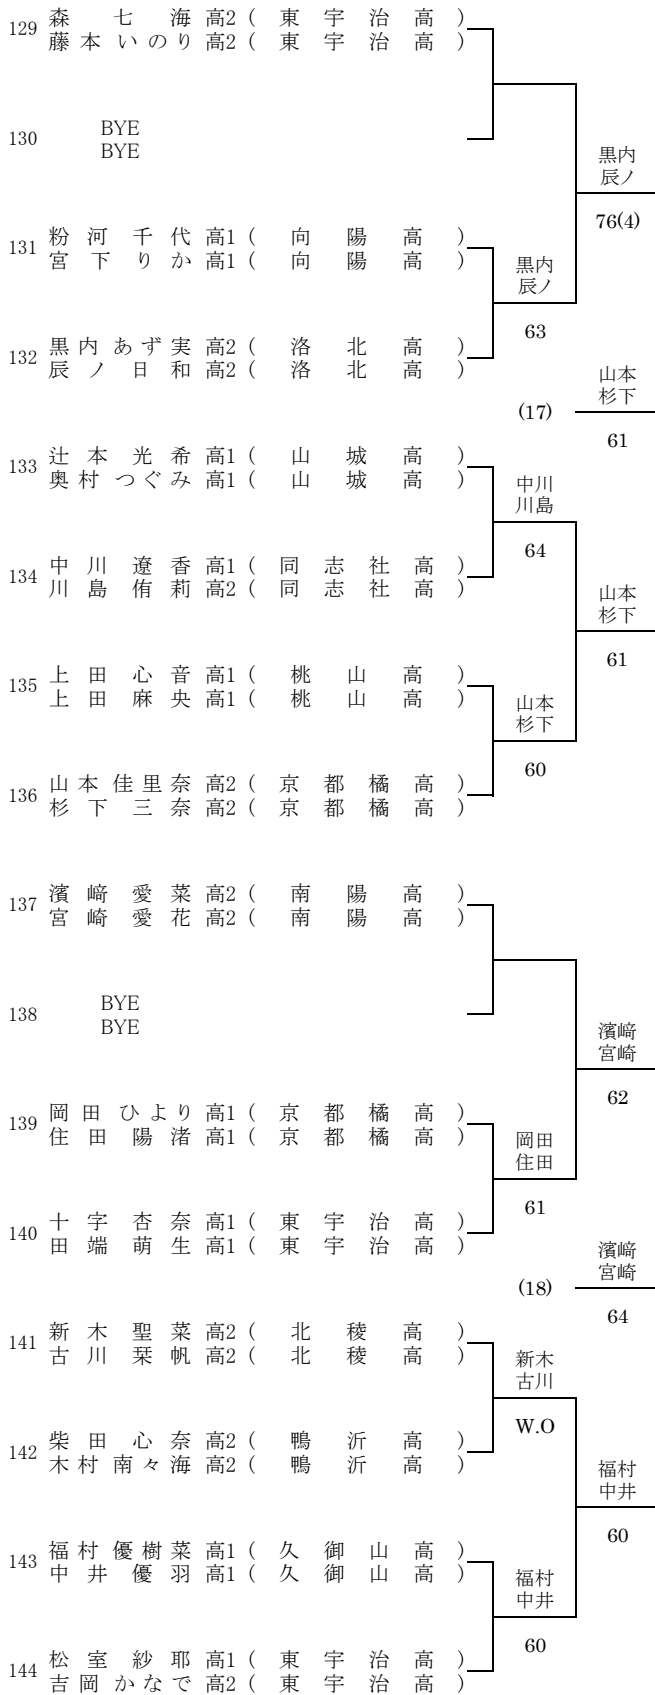 129 森七海 高2 (東宇治高)
藤本いのり 高2 (東宇治高)
130 BYE
BYE
黒内
辰ノ
76(4)
131 粉河千代 高1 (向陽高)
宮下りか 高1 (向陽高)
黒内
辰ノ
63
132 黒内あず実 高2 (洛北高)
辰ノ日和 高2 (洛北高)
山本
杉下
(17)
61
133 辻本光希 高1 (山城高)
奥村つぐみ 高1 (山城高)
中川
川島
64
134 中川遼香 高1 (同志社高)
川島侑莉 高2 (同志社高)
山本
杉下
61
135 上田心音 高1 (桃山高)
上田麻央 高1 (桃山高)
山本
杉下
60
136 山本佳里奈 高2 (京都橘高)
杉下三奈 高2 (京都橘高)
137 濱﨑愛菜 高2 (南陽高)
宮崎愛花 高2 (南陽高)
138 BYE
BYE
濱﨑
宮崎
62
139 岡田ひより 高1 (京都橘高)
住田陽渚 高1 (京都橘高)
岡田
住田
61
140 十字杏奈 高1 (東宇治高)
田端萌生 高1 (東宇治高)
濱﨑
宮崎
(18)
64
141 新木聖菜 高2 (北稜高)
古川栞帆 高2 (北稜高)
新木
古川
W.O
142 柴田心奈 高2 (鴨沂高)
木村南々海 高2 (鴨沂高)
福村
中井
60
143 福村優樹菜 高1 (久御山高)
中井優羽 高1 (久御山高)
福村
中井
60
144 松室紗耶 高1 (東宇治高)
吉岡かなで 高2 (東宇治高)